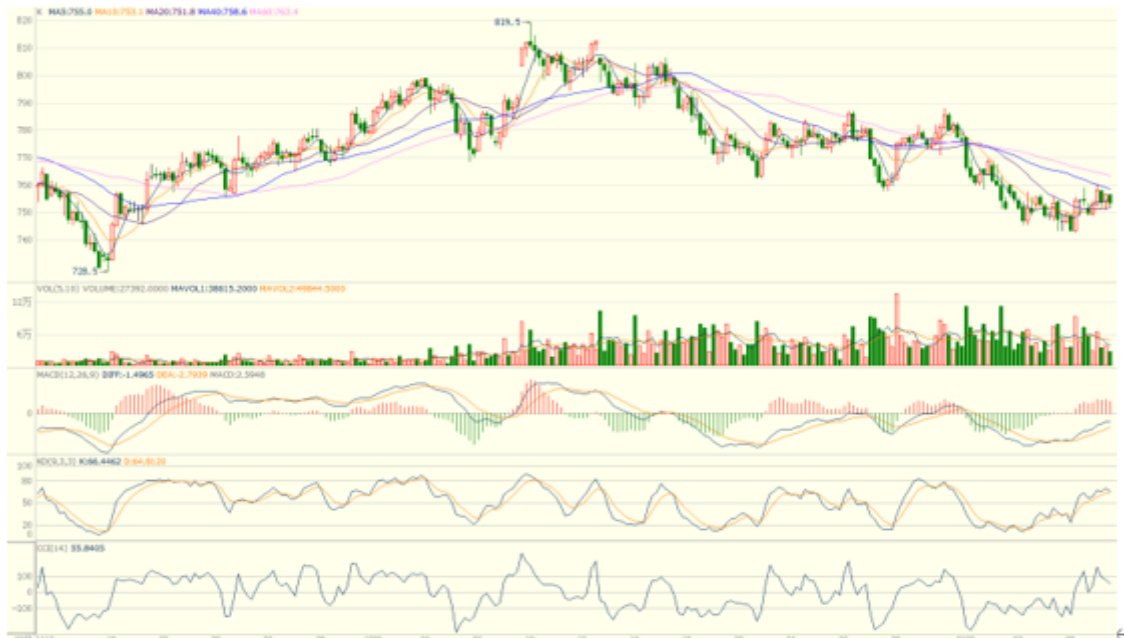 K MA5:755.0 MA10:753.1 MA20:751.8 MA40:758.6 MA60:763.4
820
819.5
810
800
790
780
770
760
750
740
728.5
VOL(5,10) VOLUME:27392.0000 MAVOL1:38615.2000 MAVOL2:49844.5000
12万
6万
MACD(12,26,9) DIFF:-1.4965 DEA:-2.7939 MACD:2.5948
0
KD(9,3,3) K:66.4462
100
80
50
20
0
CCI(14) 55.8405
100
0
-100